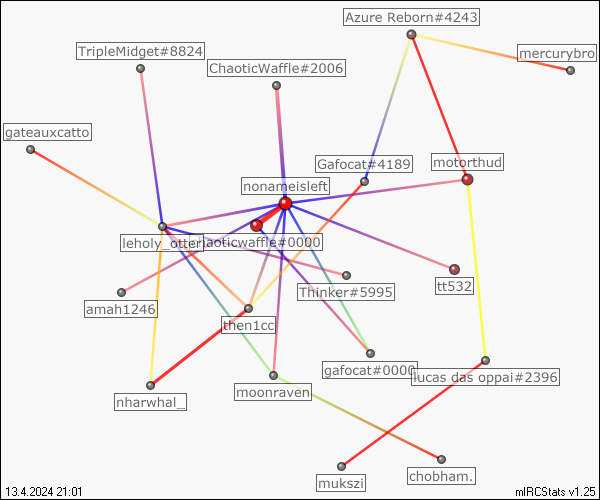 Azure Reborn#4243
TripleMidget#8824
mercurybro
ChaoticWaffle#2006
gateauxcatto
Gafocat#4189
motorthud
nonameisleft
leholy_otter
chaoticwaffle#0000
Thinker#5995
tt532
amah1246
then1cc
gafocat#0000
lucas das oppai#2396
moonraven
nharwhal_
mukszi
chobham.
13.4.2024 21:01
mIRCStats v1.25